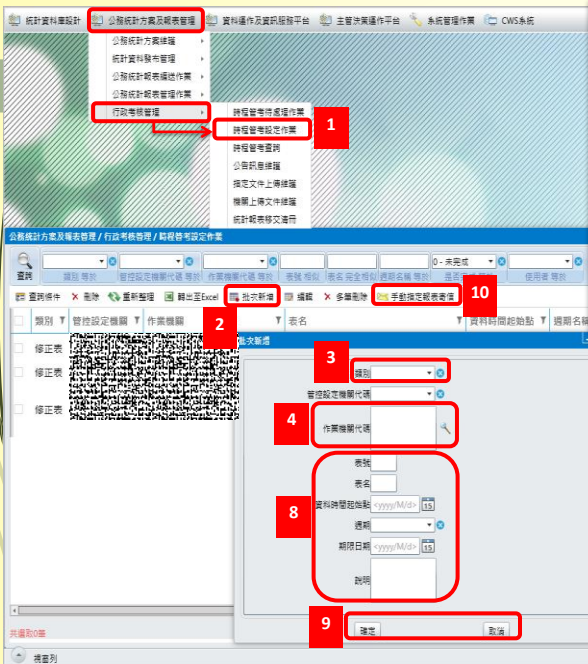 統計資料庫設計 公務統計方案及報表管理 資料運作及資訊服務平台 主管決策運作平台 系統管理作業 CWS系統
公務統計方案維護
統計資料發布管理
公務統計報表編送作業
公務統計報表管理作業
行政考核管理
時程管考待處理作業
時程管考設定作業
時程管考查詢
公告訊息維護
指定文件上傳維護
機關上傳文件維護
統計報表移交清冊
1
公務統計方案及報表管理 / 行政考核管理 / 時程管考設定作業
0 - 未完成
查詢 類別 等於 管控設定機關代碼 等於 作業機關代碼 等於 表號 相似 表名 完全相似 週期名稱 等於 使用者 等於
查詢條件 刪除 重新整理 轉出至Excel 批次新增 編輯 多筆刪除 手動指定報表寄信
10
2
類別 管控設定機關 作業機關 表名 資料時間起始點 週期名稱
修正表
修正表
修正表
批次新增
3
類別
管控設定機關代碼
4
作業機關代碼
8
表號
表名
資料時間起始點 <yyyy/M/d> 15
週期
期限日期 <yyyy/M/d> 15
說明
9
確定 取消
共選取0筆
視窗列